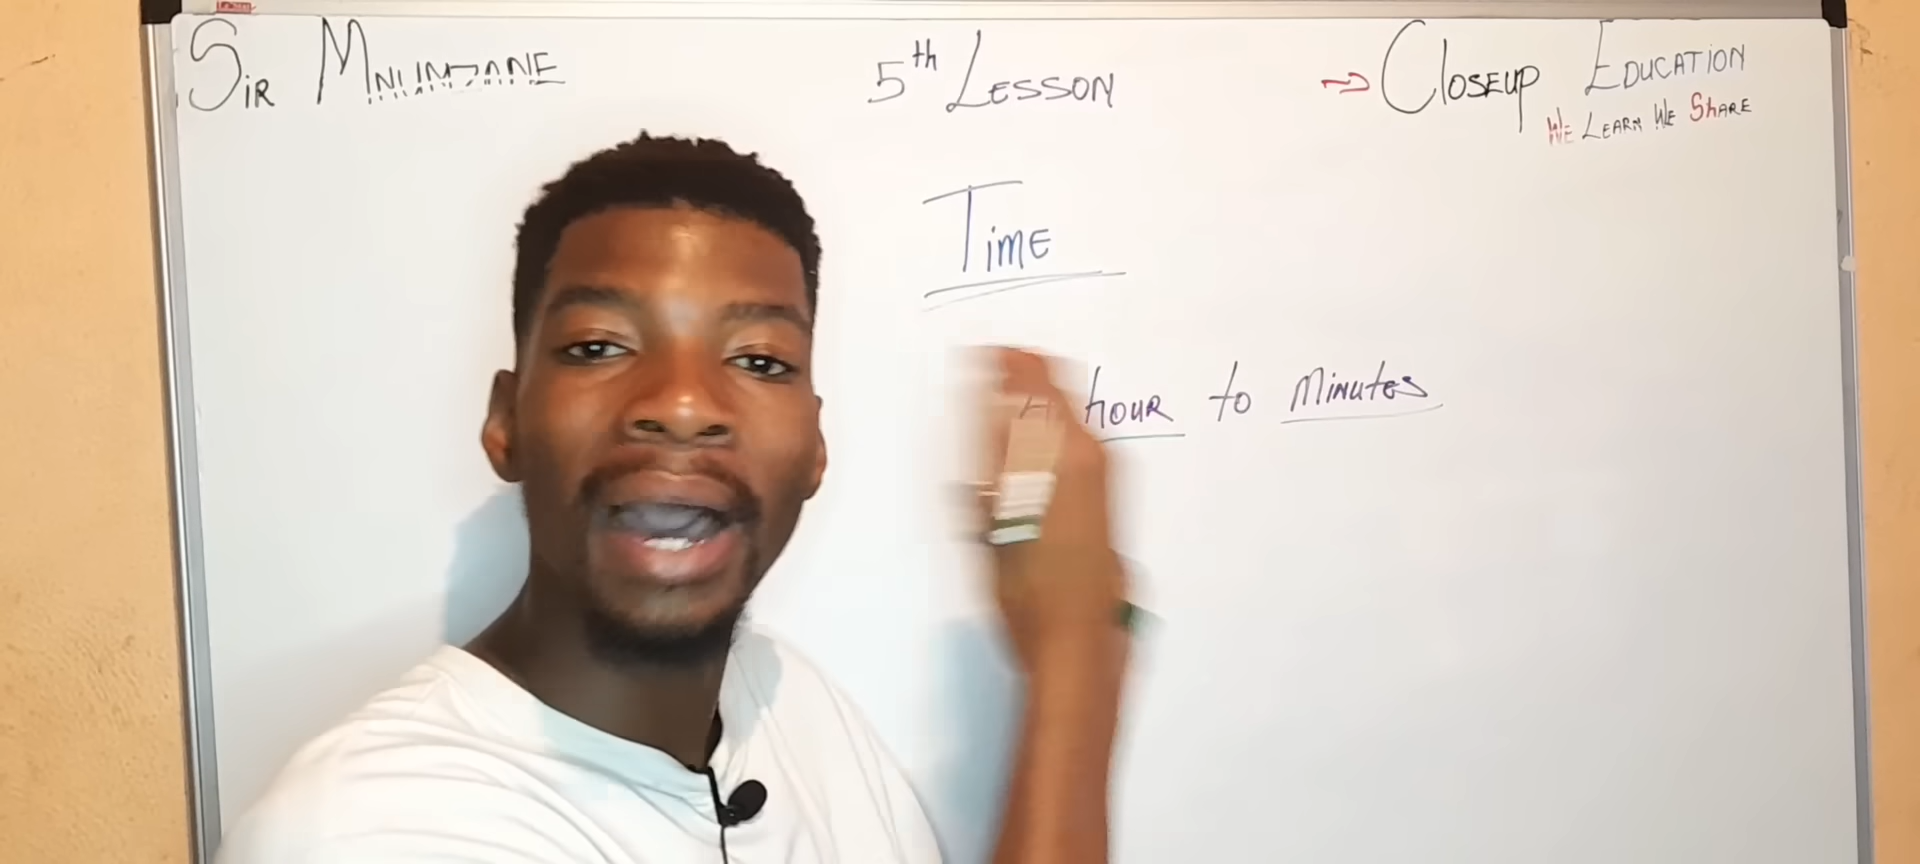 Sir Mnumzane
5th Lesson
Closeup Education
We Learn We Share
Time
hour to Minutes